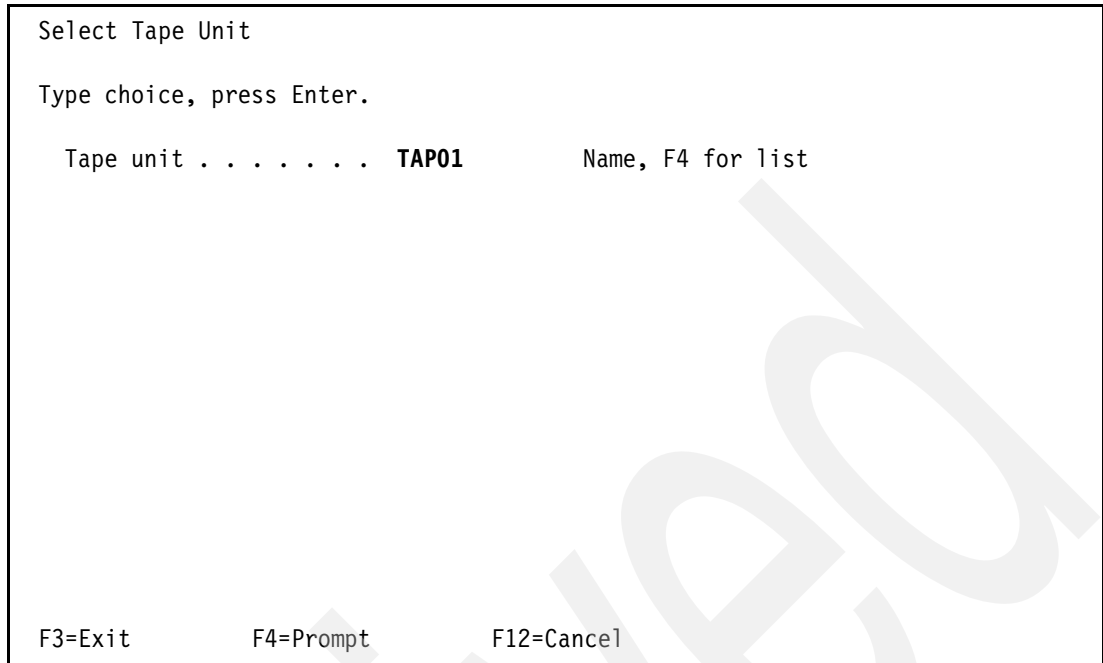 Select Tape Unit
Type choice, press Enter.
Tape unit . . . . . . . TAP01 Name, F4 for list
F3=Exit F4=Prompt F12=Cancel